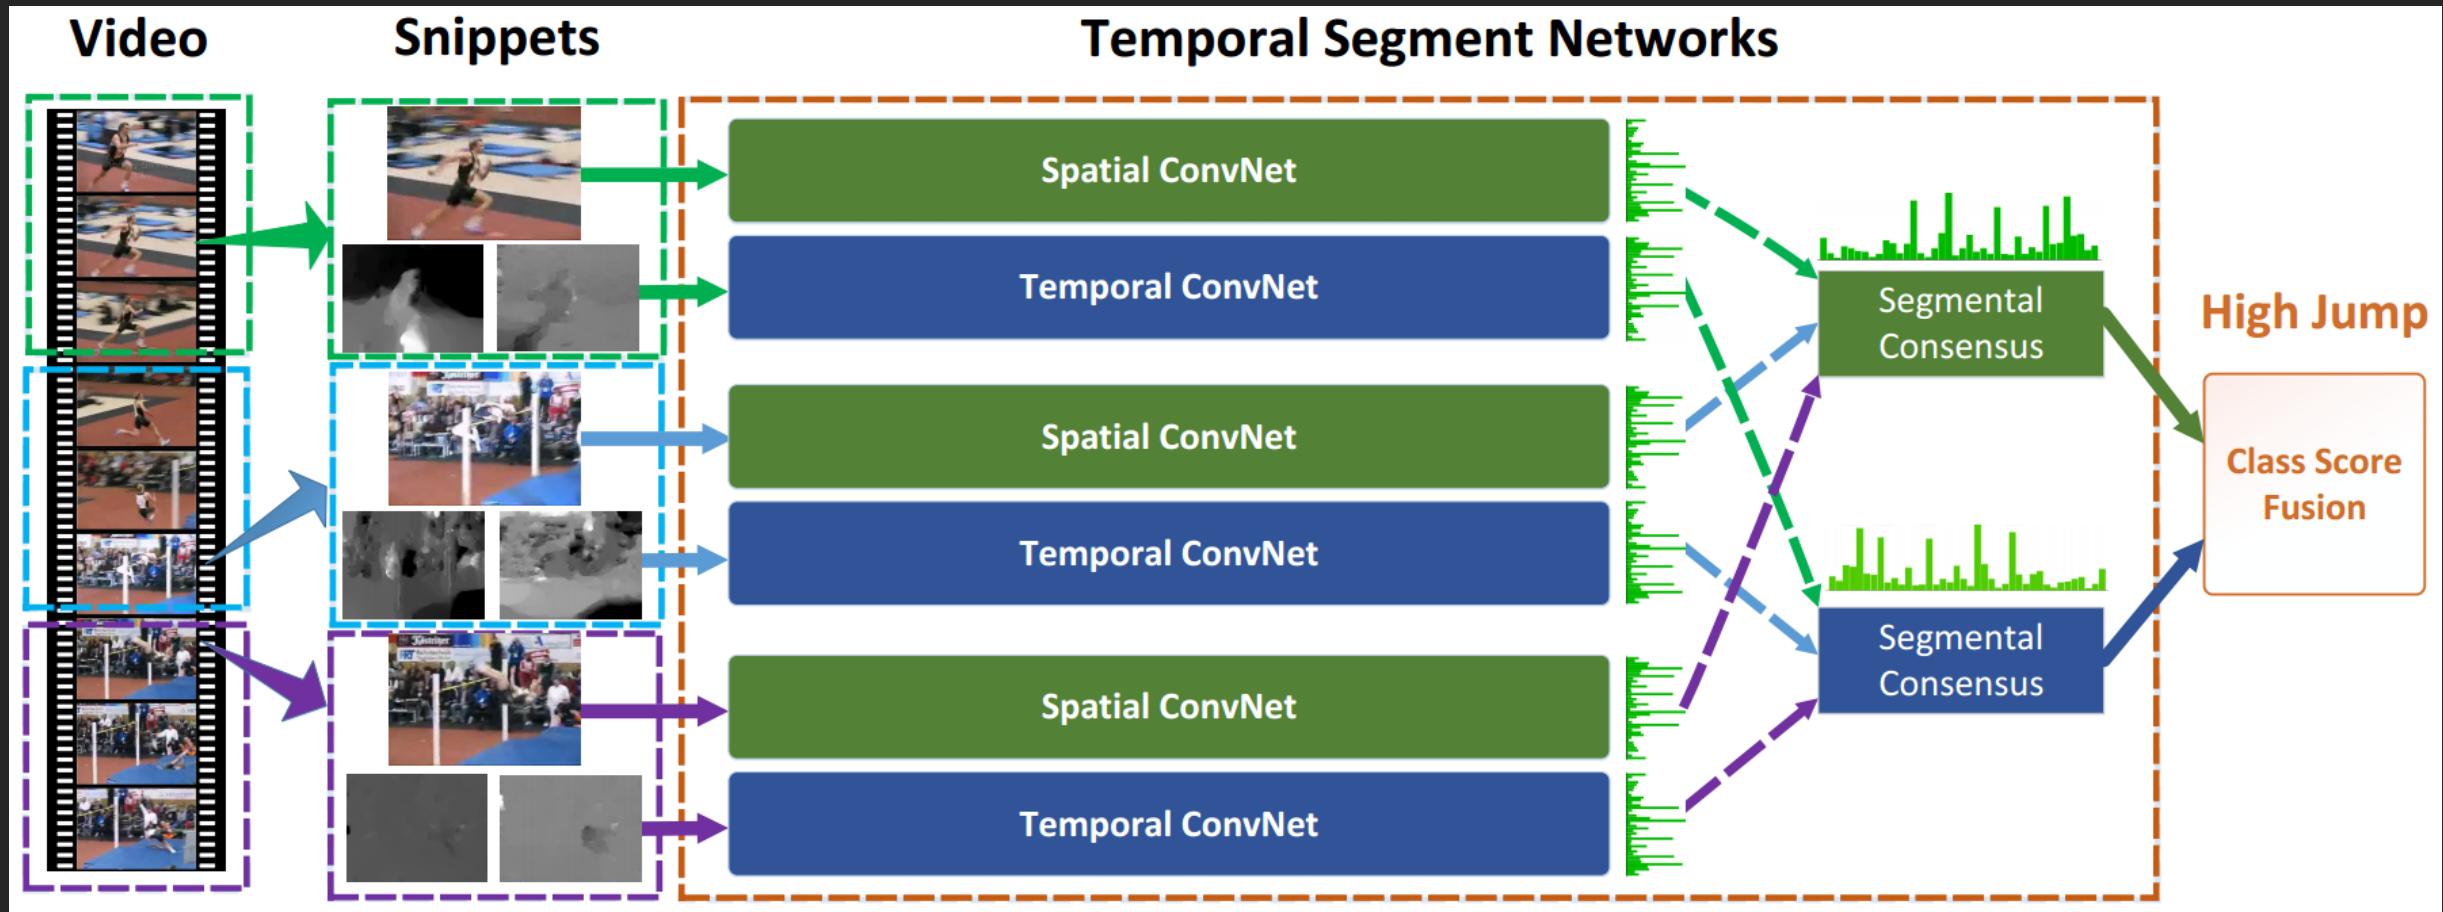 Video
Snippets
Temporal Segment Networks
Spatial ConvNet
Temporal ConvNet
Spatial ConvNet
Temporal ConvNet
Spatial ConvNet
Temporal ConvNet
Segmental
Consensus
Segmental
Consensus
High Jump
Class Score
Fusion